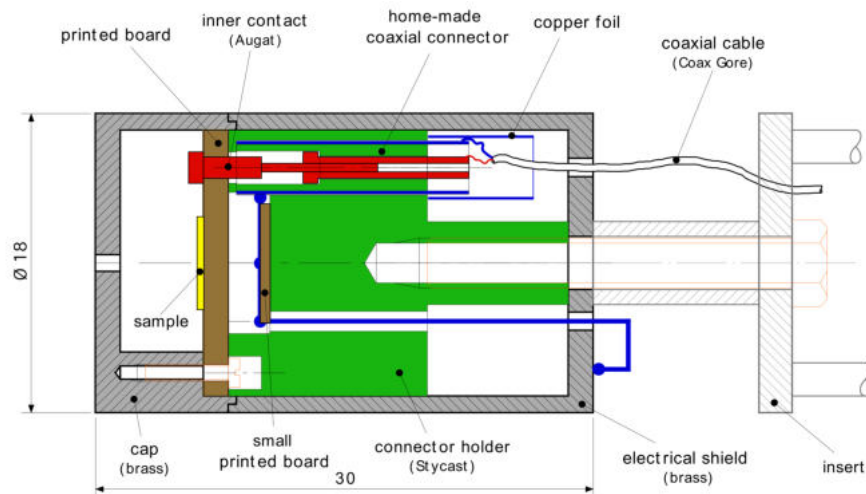 printed board
inner contact
(Augat)
home-made
coaxial connector
copper foil
coaxial cable
(Coax Gore)
Ø 18
sample
cap
(brass)
small
printed board
connector holder
(Stycast)
electrical shield
(brass)
insert
30